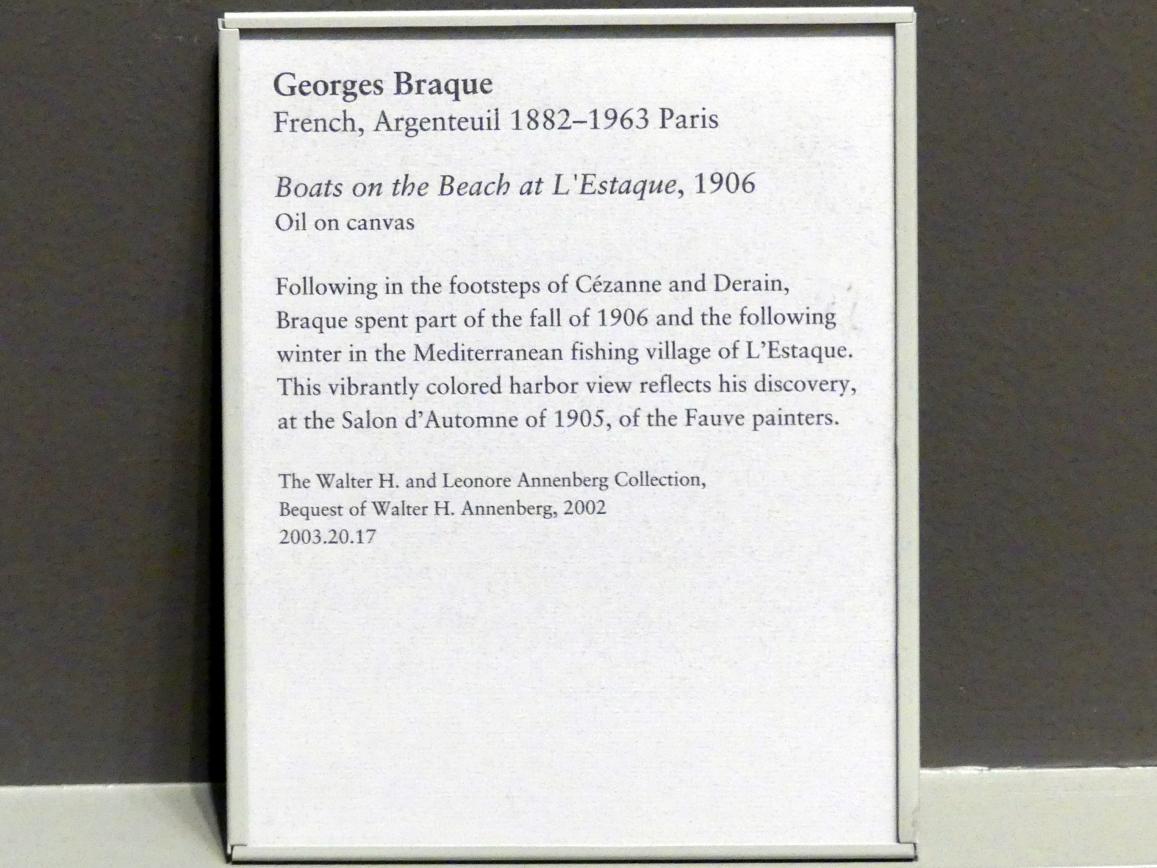 Georges Braque
French, Argenteuil 1882–1963 Paris
Boats on the Beach at L'Estaque, 1906
Oil on canvas
Following in the footsteps of Cézanne and Derain,
Braque spent part of the fall of 1906 and the following
winter in the Mediterranean fishing village of L’Estaque.
This vibrantly colored harbor view reflects his discovery,
at the Salon d’Automne of 1905, of the Fauve painters.
The Walter H. and Leonore Annenberg Collection,
Bequest of Walter H. Annenberg, 2002
2003.20.17